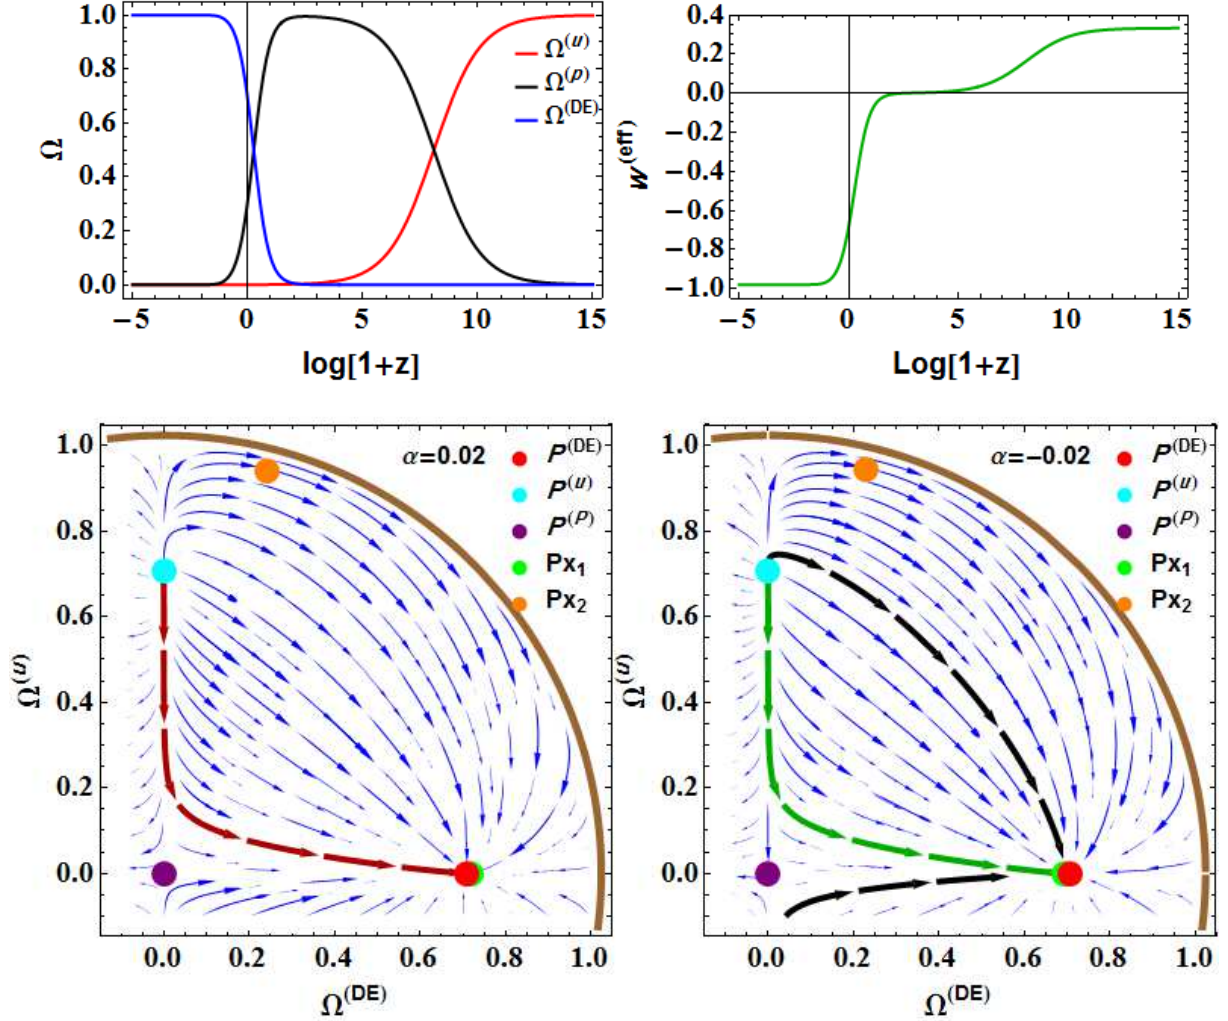 1.0
0.8
0.6
0.4
0.2
0.0
Ω
Ω(u)
Ω(p)
Ω(DE)
−5 0 5 10 15
log[1+z]
0.4
0.2
0.0
−0.2
−0.4
−0.6
−0.8
−1.0
w(eff)
−5 0 5 10 15
Log[1+z]
1.0
0.8
0.6
0.4
0.2
0.0
Ω(u)
α=0.02
P(DE)
P(u)
P(P)
Px1
Px2
0.0 0.2 0.4 0.6 0.8 1.0
Ω(DE)
1.0
0.8
0.6
0.4
0.2
0.0
Ω(u)
α=−0.02
P(DE)
P(u)
P(P)
Px1
Px2
0.0 0.2 0.4 0.6 0.8 1.0
Ω(DE)